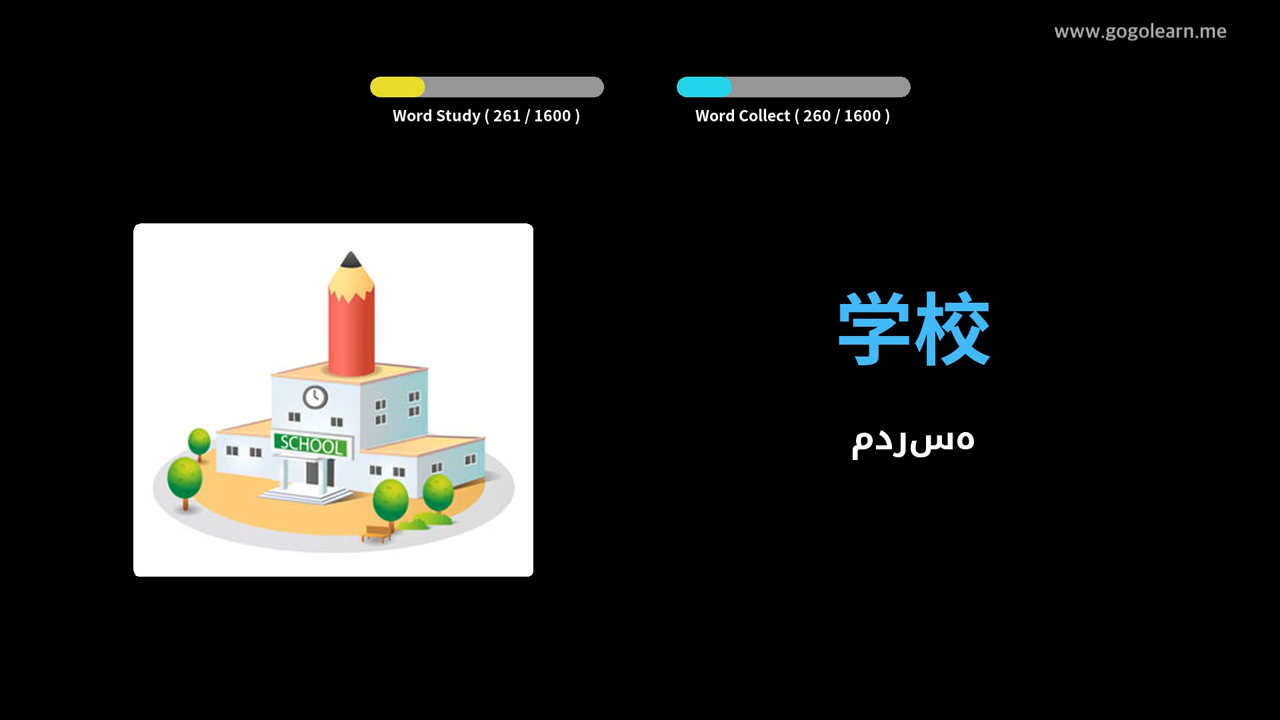 www.gogolearn.me
Word Study ( 261 / 1600 )
Word Collect ( 260 / 1600 )
SCHOOL
学校
مدرسه